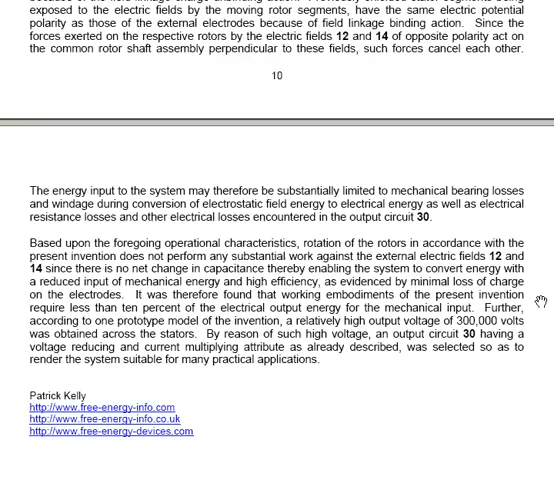 exposed to the electric fields by the moving rotor segments, have the same electric potential
polarity as those of the external electrodes because of field linkage binding action. Since the
forces exerted on the respective rotors by the electric fields 12 and 14 of opposite polarity act on
the common rotor shaft assembly perpendicular to these fields, such forces cancel each other.
10
The energy input to the system may therefore be substantially limited to mechanical bearing losses
and windage during conversion of electrostatic field energy to electrical energy as well as electrical
resistance losses and other electrical losses encountered in the output circuit 30.
Based upon the foregoing operational characteristics, rotation of the rotors in accordance with the
present invention does not perform any substantial work against the external electric fields 12 and
14 since there is no net change in capacitance thereby enabling the system to convert energy with
a reduced input of mechanical energy and high efficiency, as evidenced by minimal loss of charge
on the electrodes. It was therefore found that working embodiments of the present invention
require less than ten percent of the electrical output energy for the mechanical input. Further,
according to one prototype model of the invention, a relatively high output voltage of 300,000 volts
was obtained across the stators. By reason of such high voltage, an output circuit 30 having a
voltage reducing and current multiplying attribute as already described, was selected so as to
render the system suitable for many practical applications.
Patrick Kelly
http://www.free-energy-info.com
http://www.free-energy-info.co.uk
http://www.free-energy-devices.com